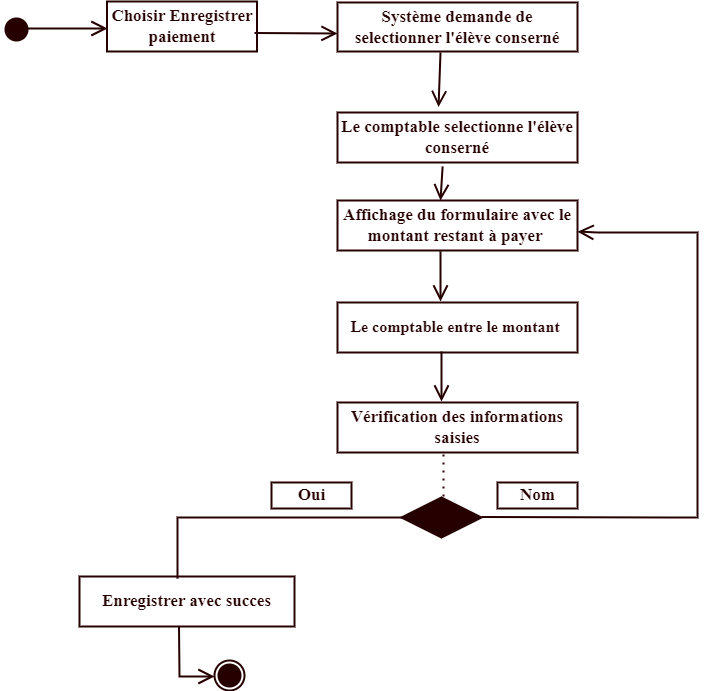 Choisir Enregistrer
paiement
Système demande de
selectionner l'élève conserné
Le comptable selectionne l'élève
conserné
Affichage du formulaire avec le
montant restant à payer
Le comptable entre le montant
Vérification des informations
saisies
Oui
Nom
Enregistrer avec succes